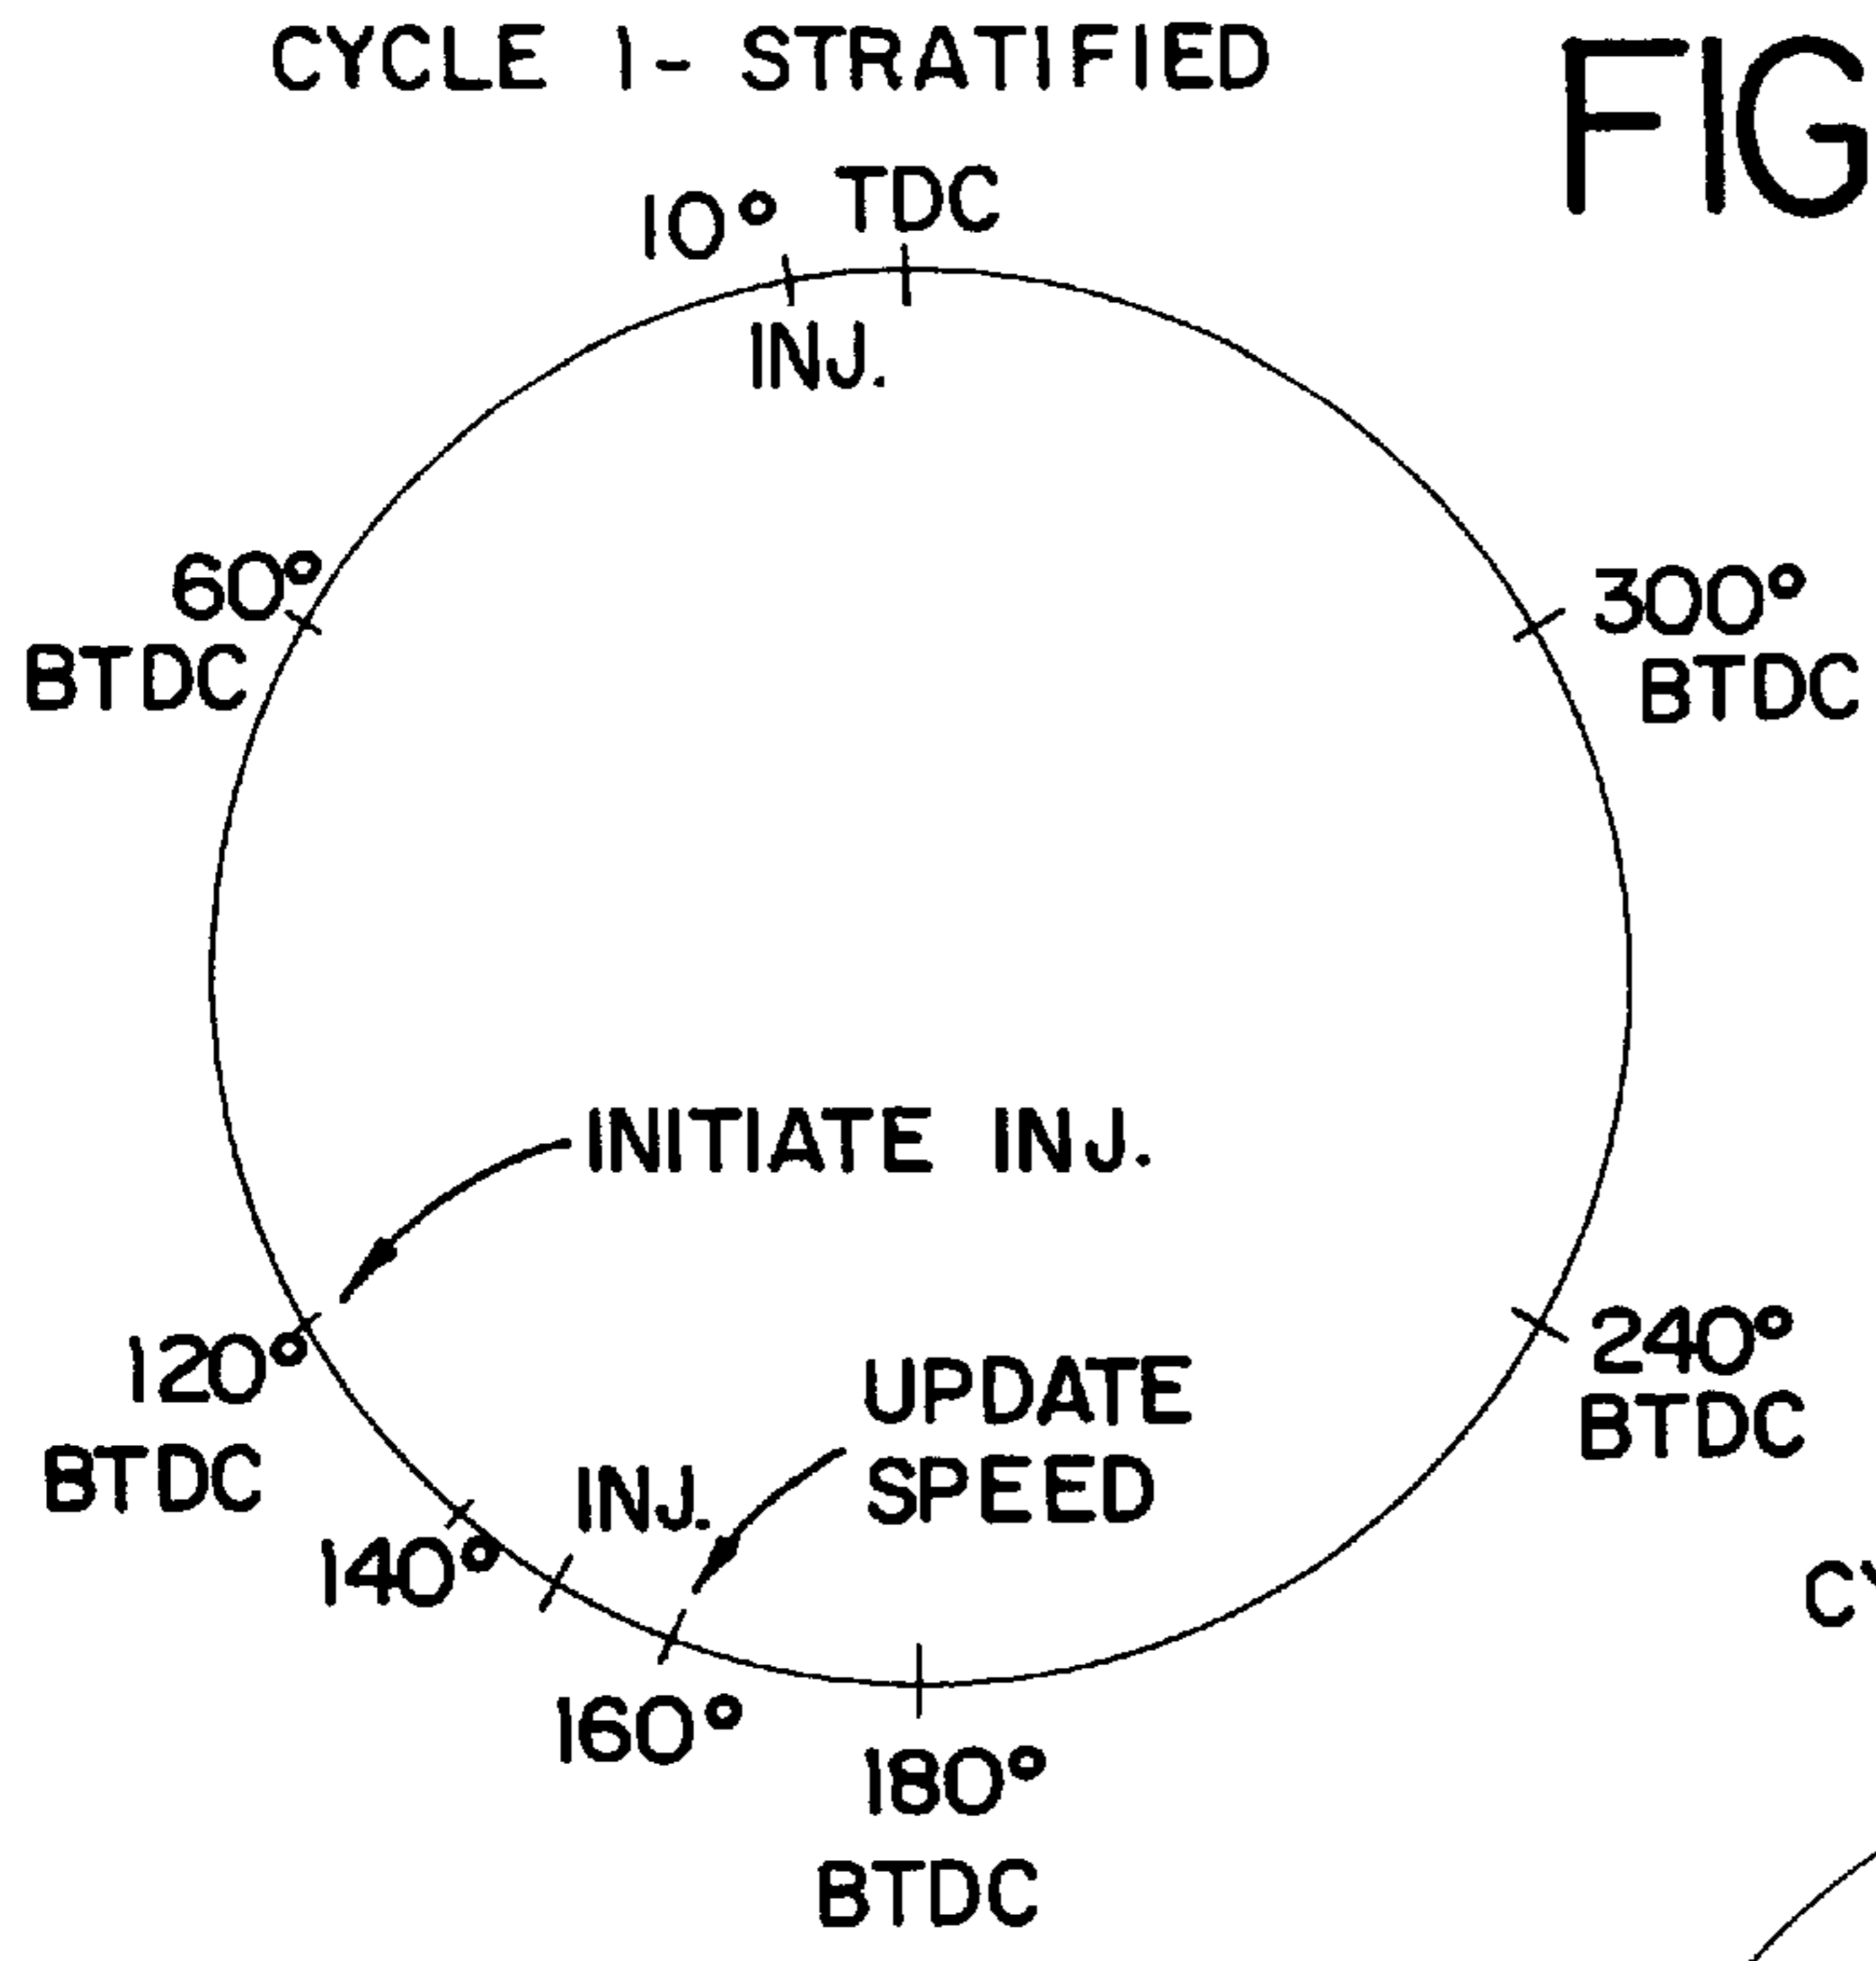 CYCLE 1- STRATIFIED
FIG
10° TDC
INJ.
60°
BTDC
300°
BTDC
INITIATE INJ.
120°
BTDC
240°
BTDC
UPDATE
SPEED
INJ.
140°
160°
180°
BTDC